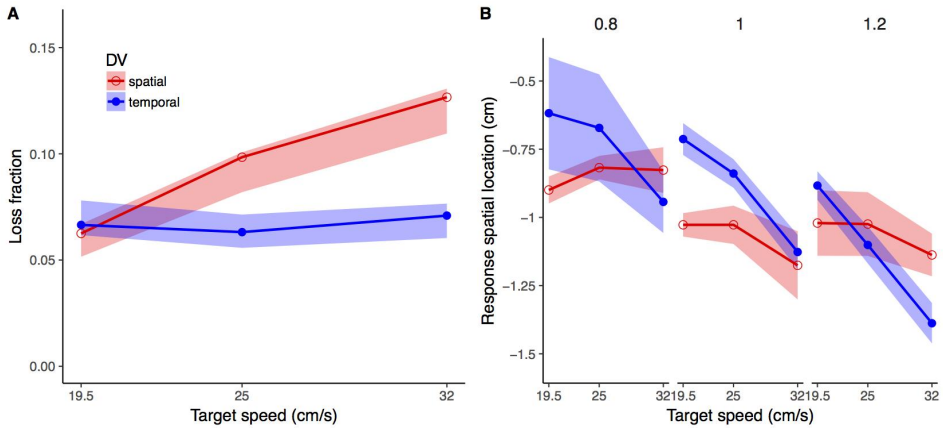 A
Loss fraction
0.15
0.10
0.05
0.00
DV
spatial
temporal
19.5
25
32
Target speed (cm/s)
B
0.8
1
1.2
Response spatial location (cm)
−0.5
−0.75
−1
−1.25
−1.5
19.5
25
32
19.5
25
32
19.5
25
32
Target speed (cm/s)